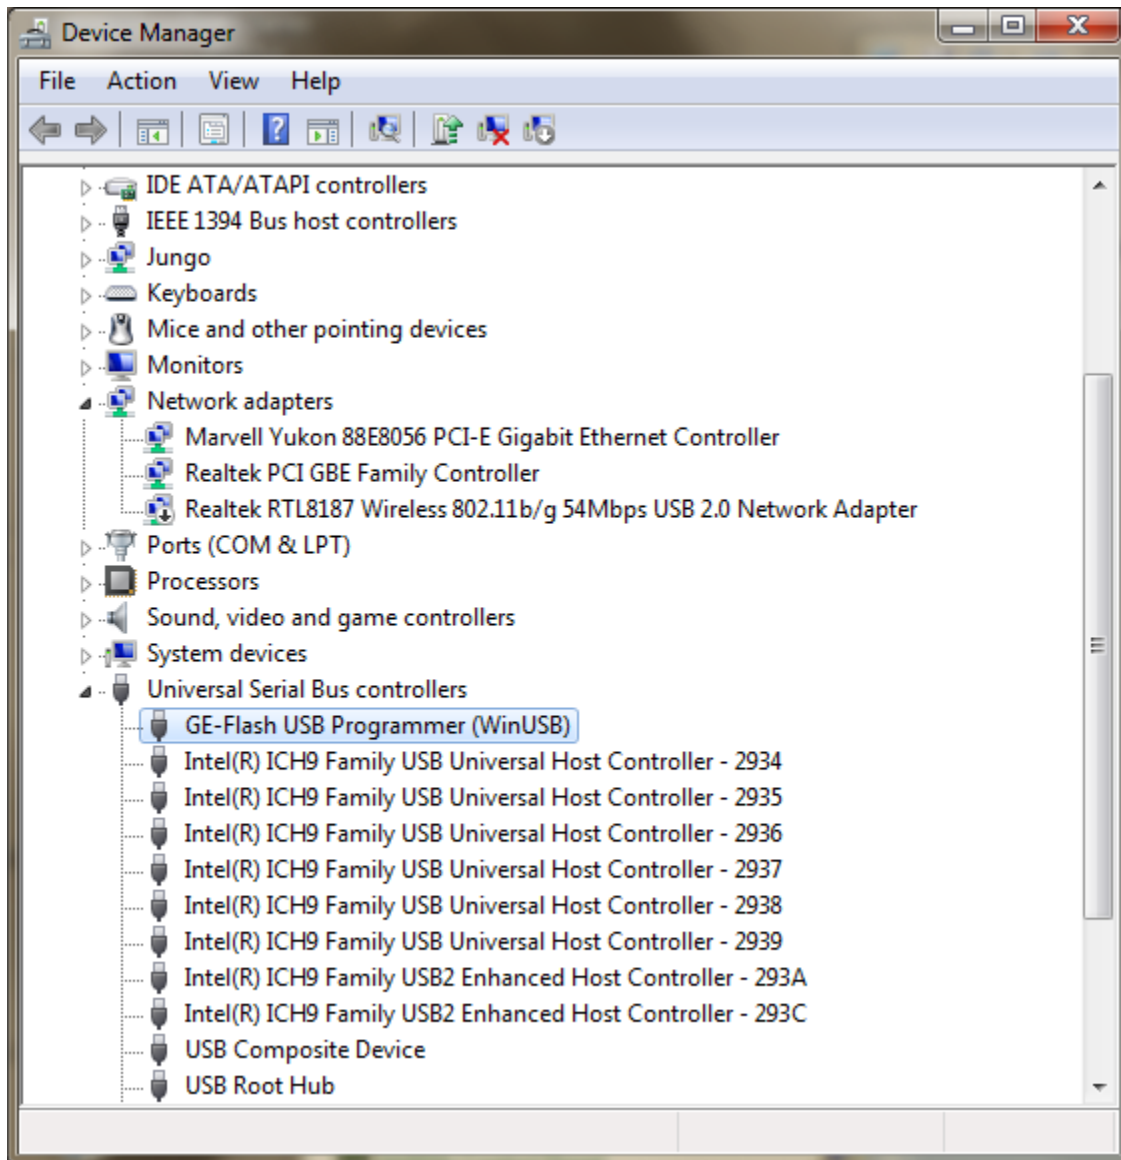 Device Manager
File Action View Help
IDE ATA/ATAPI controllers
IEEE 1394 Bus host controllers
Jungo
Keyboards
Mice and other pointing devices
Monitors
Network adapters
Marvell Yukon 88E8056 PCI-E Gigabit Ethernet Controller
Realtek PCI GBE Family Controller
Realtek RTL8187 Wireless 802.11b/g 54Mbps USB 2.0 Network Adapter
Ports (COM & LPT)
Processors
Sound, video and game controllers
System devices
Universal Serial Bus controllers
GE-Flash USB Programmer (WinUSB)
Intel(R) ICH9 Family USB Universal Host Controller - 2934
Intel(R) ICH9 Family USB Universal Host Controller - 2935
Intel(R) ICH9 Family USB Universal Host Controller - 2936
Intel(R) ICH9 Family USB Universal Host Controller - 2937
Intel(R) ICH9 Family USB Universal Host Controller - 2938
Intel(R) ICH9 Family USB Universal Host Controller - 2939
Intel(R) ICH9 Family USB2 Enhanced Host Controller - 293A
Intel(R) ICH9 Family USB2 Enhanced Host Controller - 293C
USB Composite Device
USB Root Hub